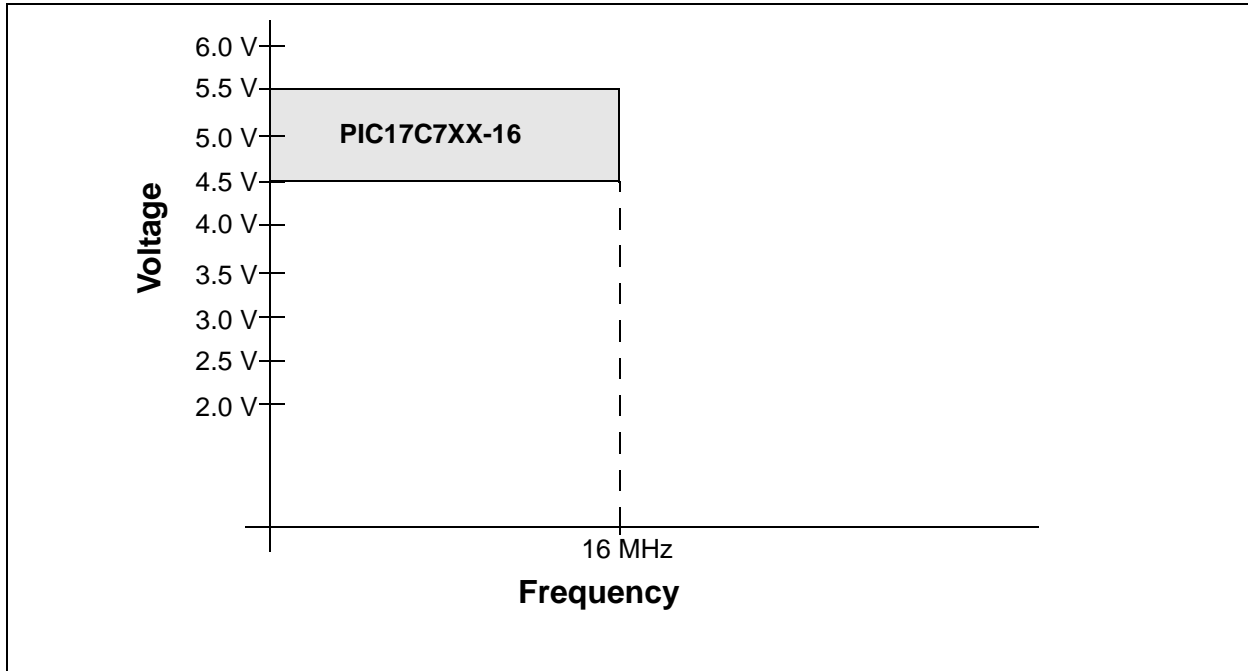 6.0 V
5.5 V
5.0 V
4.5 V
4.0 V
3.5 V
3.0 V
2.5 V
2.0 V
Voltage
PIC17C7XX-16
16 MHz
Frequency